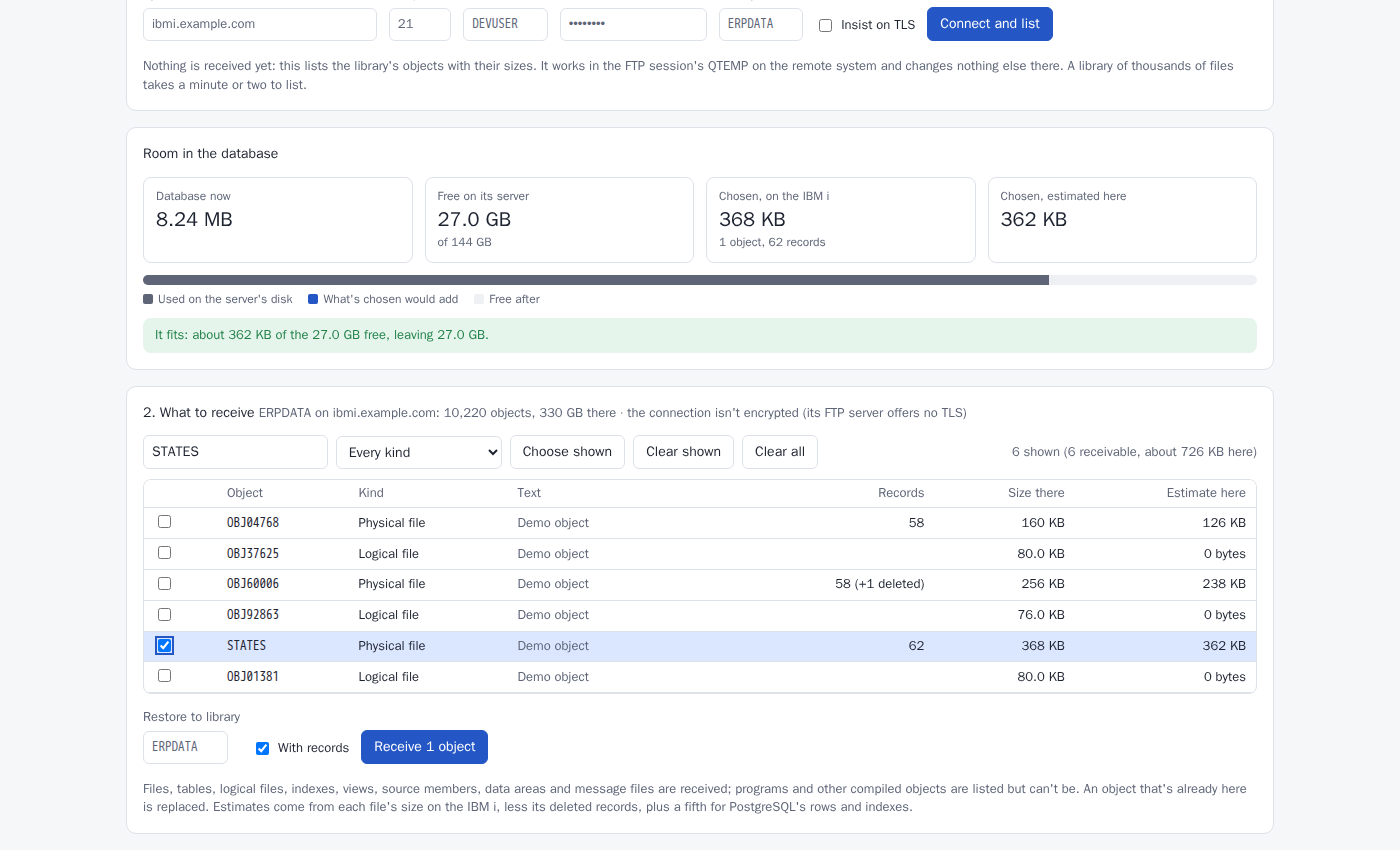 ibmi.example.com 21 DEVUSER •••••••• ERPDATA Insist on TLS Connect and list
Nothing is received yet: this lists the library's objects with their sizes. It works in the FTP session's QTEMP on the remote system and changes nothing else there. A library of thousands of files
takes a minute or two to list.
Room in the database
Database now
8.24 MB
Free on its server
27.0 GB
of 144 GB
Chosen, on the IBM i
368 KB
1 object, 62 records
Chosen, estimated here
362 KB
Used on the server's disk What's chosen would add Free after
It fits: about 362 KB of the 27.0 GB free, leaving 27.0 GB.
2. What to receive ERPDATA on ibmi.example.com: 10,220 objects, 330 GB there · the connection isn't encrypted (its FTP server offers no TLS)
STATES Every kind Choose shown Clear shown Clear all 6 shown (6 receivable, about 726 KB here)
Object Kind Text Records Size there Estimate here
OBJ04768 Physical file Demo object 58 160 KB 126 KB
OBJ37625 Logical file Demo object 80.0 KB 0 bytes
OBJ60006 Physical file Demo object 58 (+1 deleted) 256 KB 238 KB
OBJ92863 Logical file Demo object 76.0 KB 0 bytes
STATES Physical file Demo object 62 368 KB 362 KB
OBJ01381 Logical file Demo object 80.0 KB 0 bytes
Restore to library
ERPDATA With records Receive 1 object
Files, tables, logical files, indexes, views, source members, data areas and message files are received; programs and other compiled objects are listed but can't be. An object that's already here
is replaced. Estimates come from each file's size on the IBM i, less its deleted records, plus a fifth for PostgreSQL's rows and indexes.